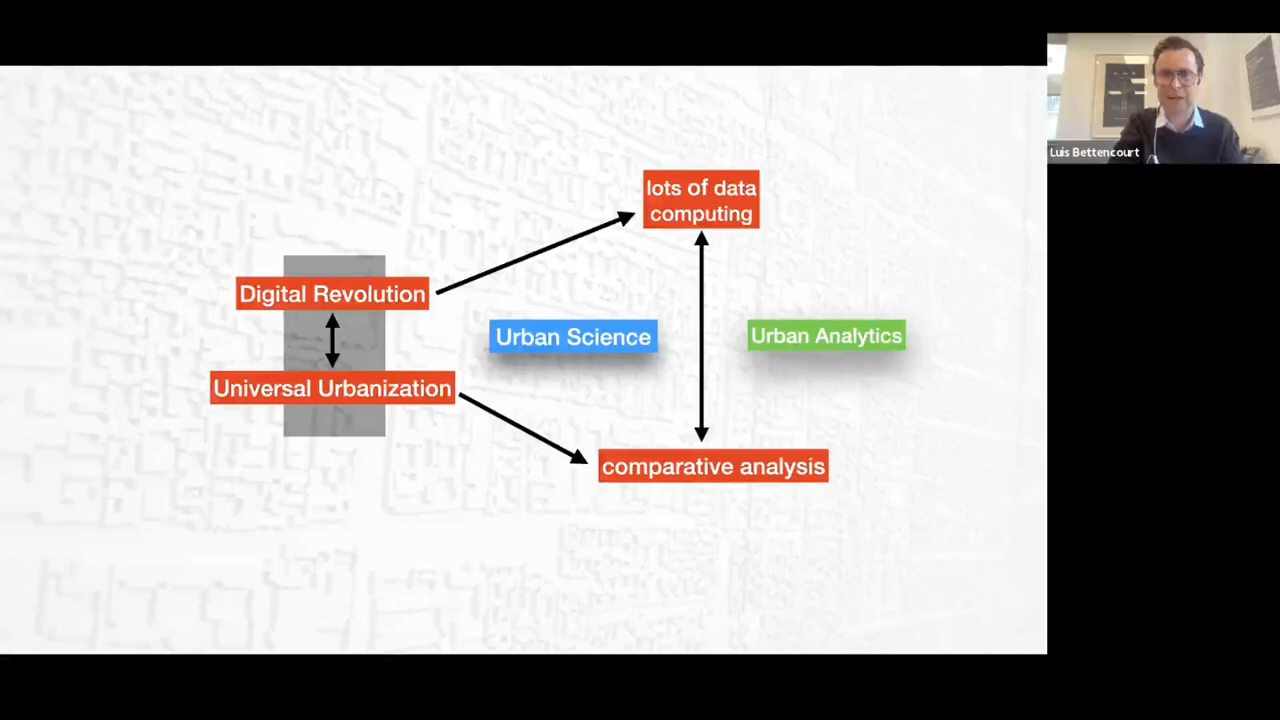 lots of data
computing
Digital Revolution
Urban Science
Urban Analytics
Universal Urbanization
comparative analysis
Luis Bettencourt